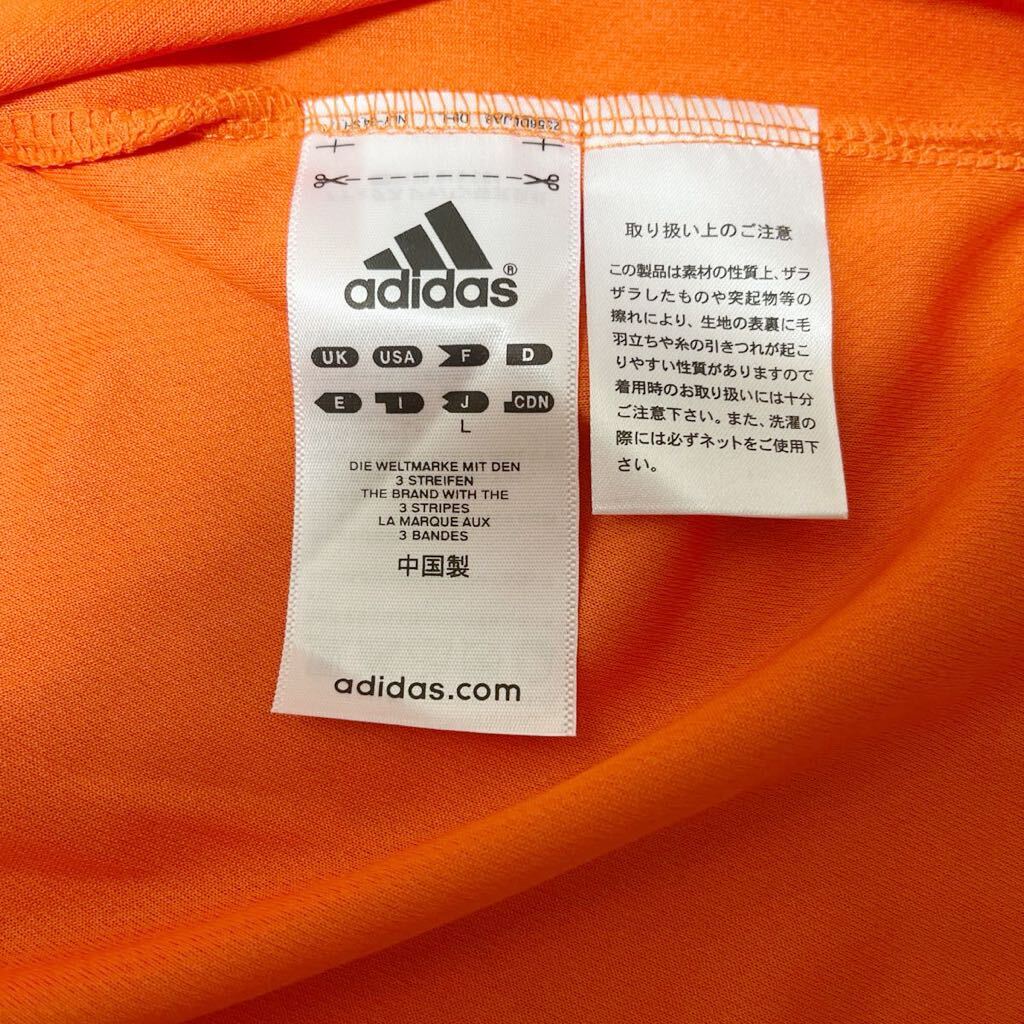 adidas®
UK USA F D
E I J CDN
L
DIE WELTMARKE MIT DEN
3 STREIFEN
THE BRAND WITH THE
3 STRIPES
LA MARQUE AUX
3 BANDES
中国製
adidas.com
取り扱い上のご注意
この製品は素材の性質上、ザラ
ザラしたものや突起物等の
擦れにより、生地の表裏に毛
羽立ちや糸の引きつれが起こ
りやすい性質がありますので
着用時のお取り扱いには十分
ご注意下さい。また、洗濯の
際には必ずネットをご使用下
さい。